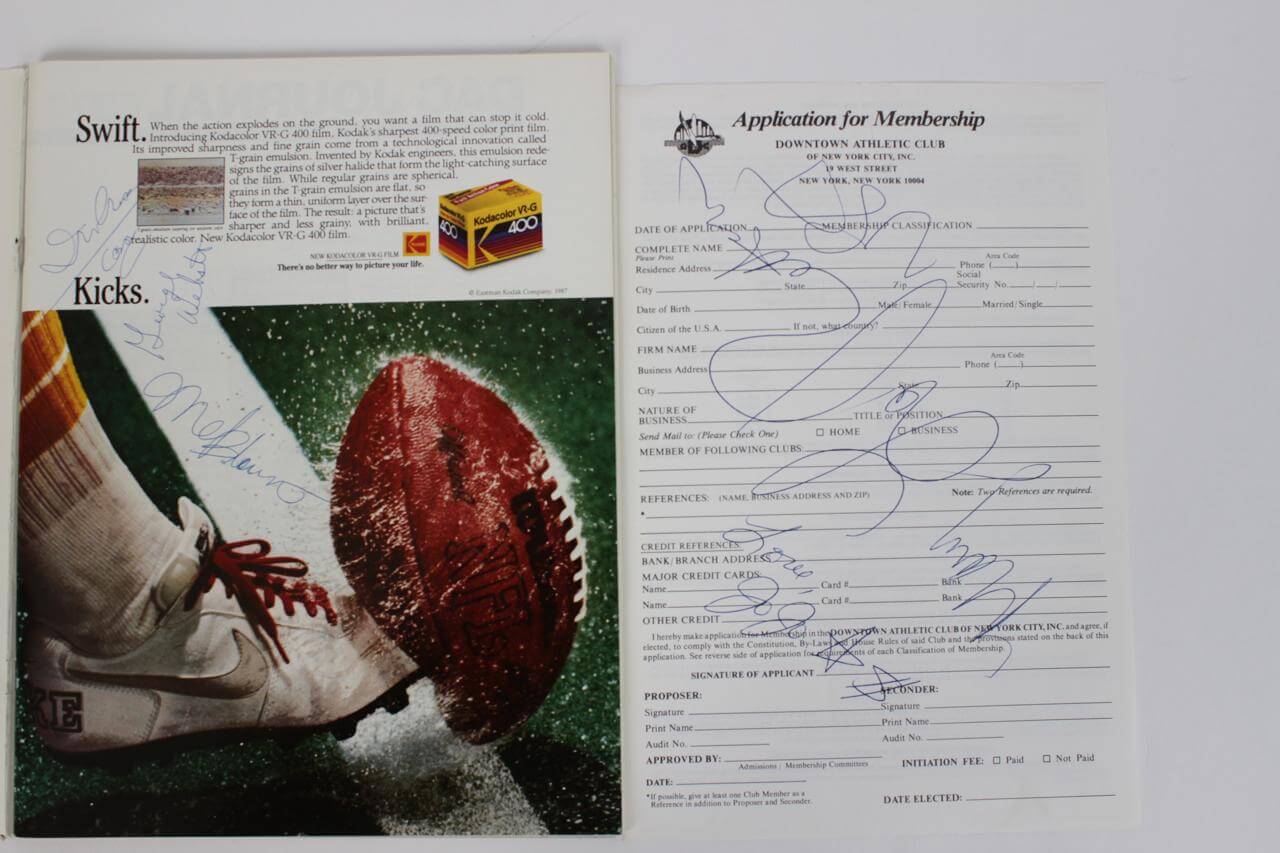 Swift. When the action explodes on the ground, you want a film that can stop it cold.
Introducing Kodacolor VR-G 400 film, Kodak's sharpest 400-speed color print film.
Its improved sharpness and fine grain come from a technological innovation called
T-grain emulsion. Invented by Kodak engineers, this emulsion rede-
signs the grains of silver halide that form the light-catching surface
of the film. While regular grains are spherical,
grains in the T-grain emulsion are flat, so
they form a thin, uniform layer over the sur-
face of the film. The result: a picture that's
sharper and less grainy, with brilliant,
realistic color. New Kodacolor VR-G 400 film.
Kodacolor VR-G
400
400
NEW KODACOLOR VR-G FILM
There's no better way to picture your life.
Kicks.
© Eastman Kodak Company, 1987
George
Webster
Mel
Application for Membership
DOWNTOWN ATHLETIC CLUB
OF NEW YORK CITY, INC.
19 WEST STREET
NEW YORK, NEW YORK 10004
DATE OF APPLICATION MEMBERSHIP CLASSIFICATION
COMPLETE NAME
Please Print
Area Code
Residence Address Phone ( )
Social
City State Zip Security No. / /
Date of Birth Male/Female Married/Single
Citizen of the U.S.A. If not, what country?
FIRM NAME
Area Code
Business Address Phone ( )
City State Zip
NATURE OF
BUSINESS TITLE or POSITION
Send Mail to: (Please Check One) HOME BUSINESS
MEMBER OF FOLLOWING CLUBS:
REFERENCES: (NAME, BUSINESS ADDRESS AND ZIP) Note: Two References are required.
*
CREDIT REFERENCES:
BANK/BRANCH ADDRESS
MAJOR CREDIT CARDS:
Name Card # Bank
Name Card # Bank
OTHER CREDIT
I hereby make application for Membership in the DOWNTOWN ATHLETIC CLUB OF NEW YORK CITY, INC. and agree, if
elected, to comply with the Constitution, By-Laws and House Rules of said Club and the provisions stated on the back of this
application. See reverse side of application for requirements of each Classification of Membership.
SIGNATURE OF APPLICANT
PROPOSER: SECONDER:
Signature Signature
Print Name Print Name
Audit No. Audit No.
APPROVED BY: INITIATION FEE: Paid Not Paid
Admissions / Membership Committees
DATE:
*If possible, give at least one Club Member as a
Reference in addition to Proposer and Seconder.
DATE ELECTED: